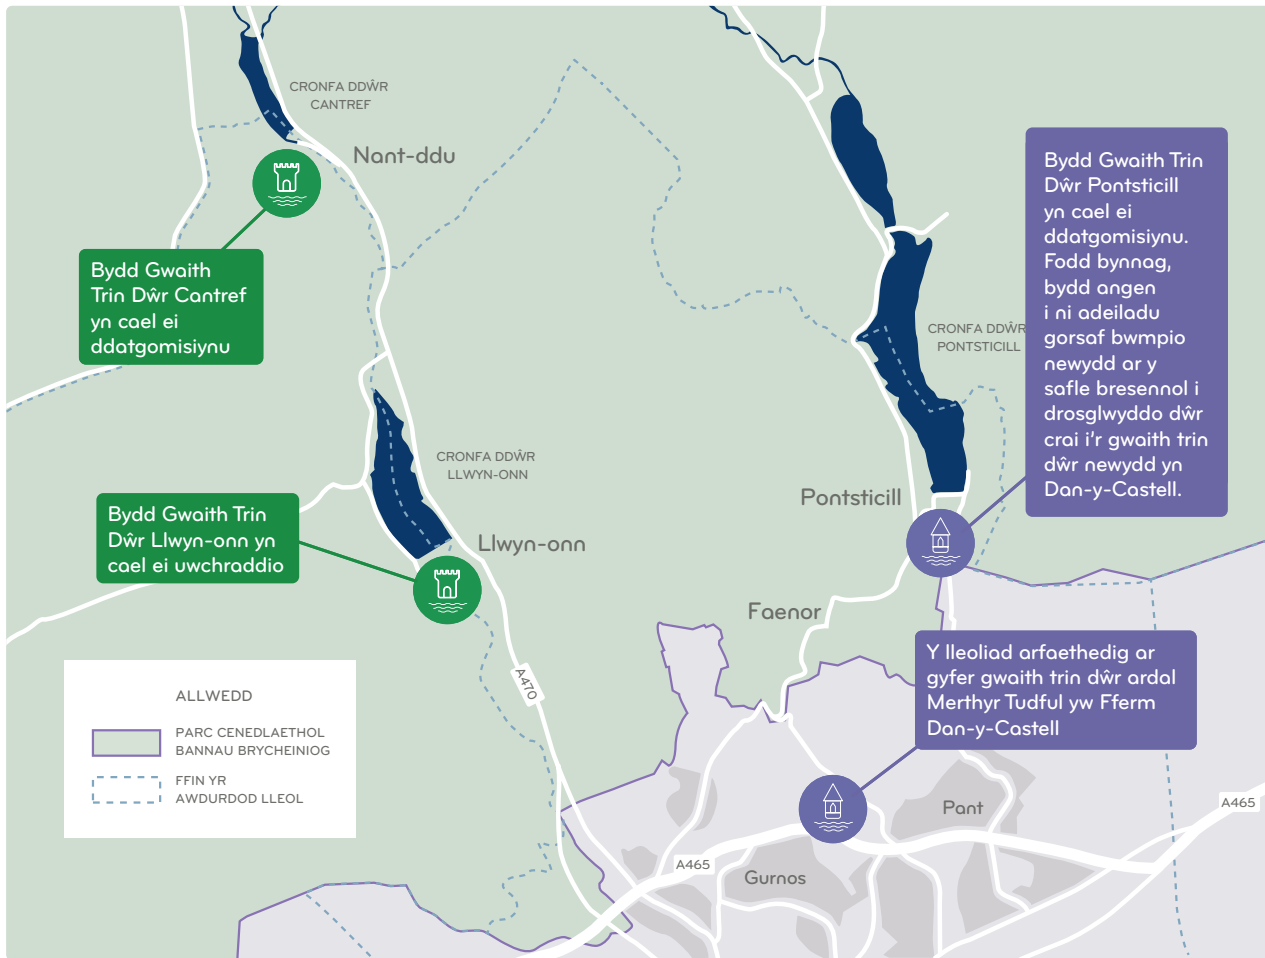 CRONFA DDŴR
CANTREF
Nant-ddu
Bydd Gwaith
Trin Dŵr Cantref
yn cael ei
ddatgomisiynu
Bydd Gwaith Trin
Dŵr Pontsticill
yn cael ei
ddatgomisiynu.
Fodd bynnag,
bydd angen
i ni adeiladu
gorsaf bwmpio
newydd ar y
safle bresennol i
drosglwyddo dŵr
crai i'r gwaith trin
dŵr newydd yn
Dan-y-Castell.
CRONFA DDŴR
PONTSTICILL
CRONFA DDŴR
LLWYN-ONN
Pontsticill
Bydd Gwaith Trin
Dŵr Llwyn-onn yn
cael ei uwchraddio
Llwyn-onn
Faenor
Y lleoliad arfaethedig ar
gyfer gwaith trin dŵr ardal
Merthyr Tudful yw Fferm
Dan-y-Castell
A470
ALLWEDD
PARC CENEDLAETHOL
BANNAU BRYCHEINIOG
FFIN YR
AWDURDOD LLEOL
Pant
A465
A465
Gurnos